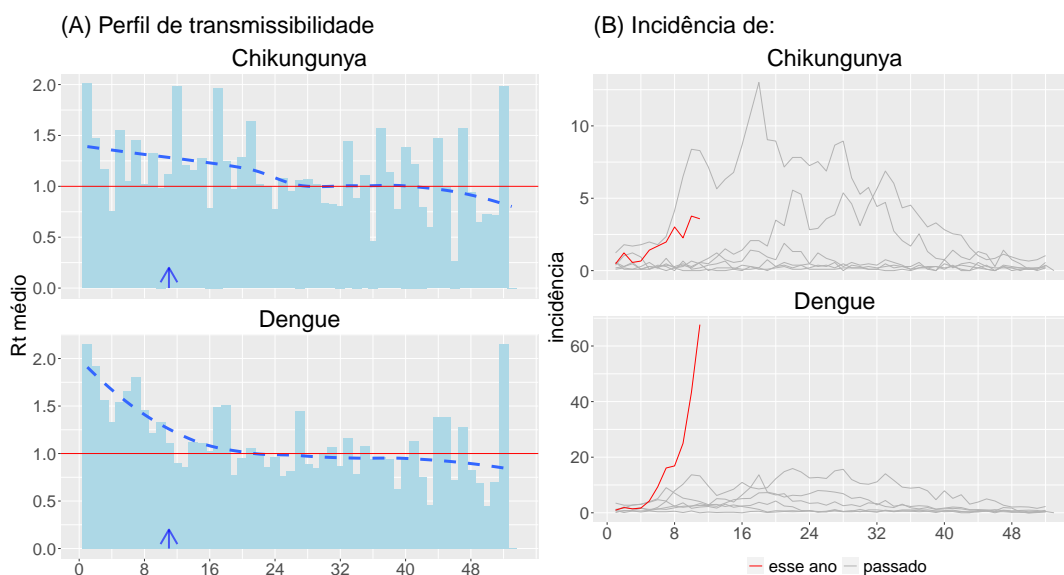 (A) Perfil de transmissibilidade
Chikungunya
2.0
1.5
1.0
0.5
0.0
Dengue
2.0
1.5
1.0
0.5
0.0
Rt médio
0 8 16 24 32 40 48
(B) Incidência de:
Chikungunya
10
5
0
Dengue
60
40
20
0
incidência
0 8 16 24 32 40 48
esse ano passado